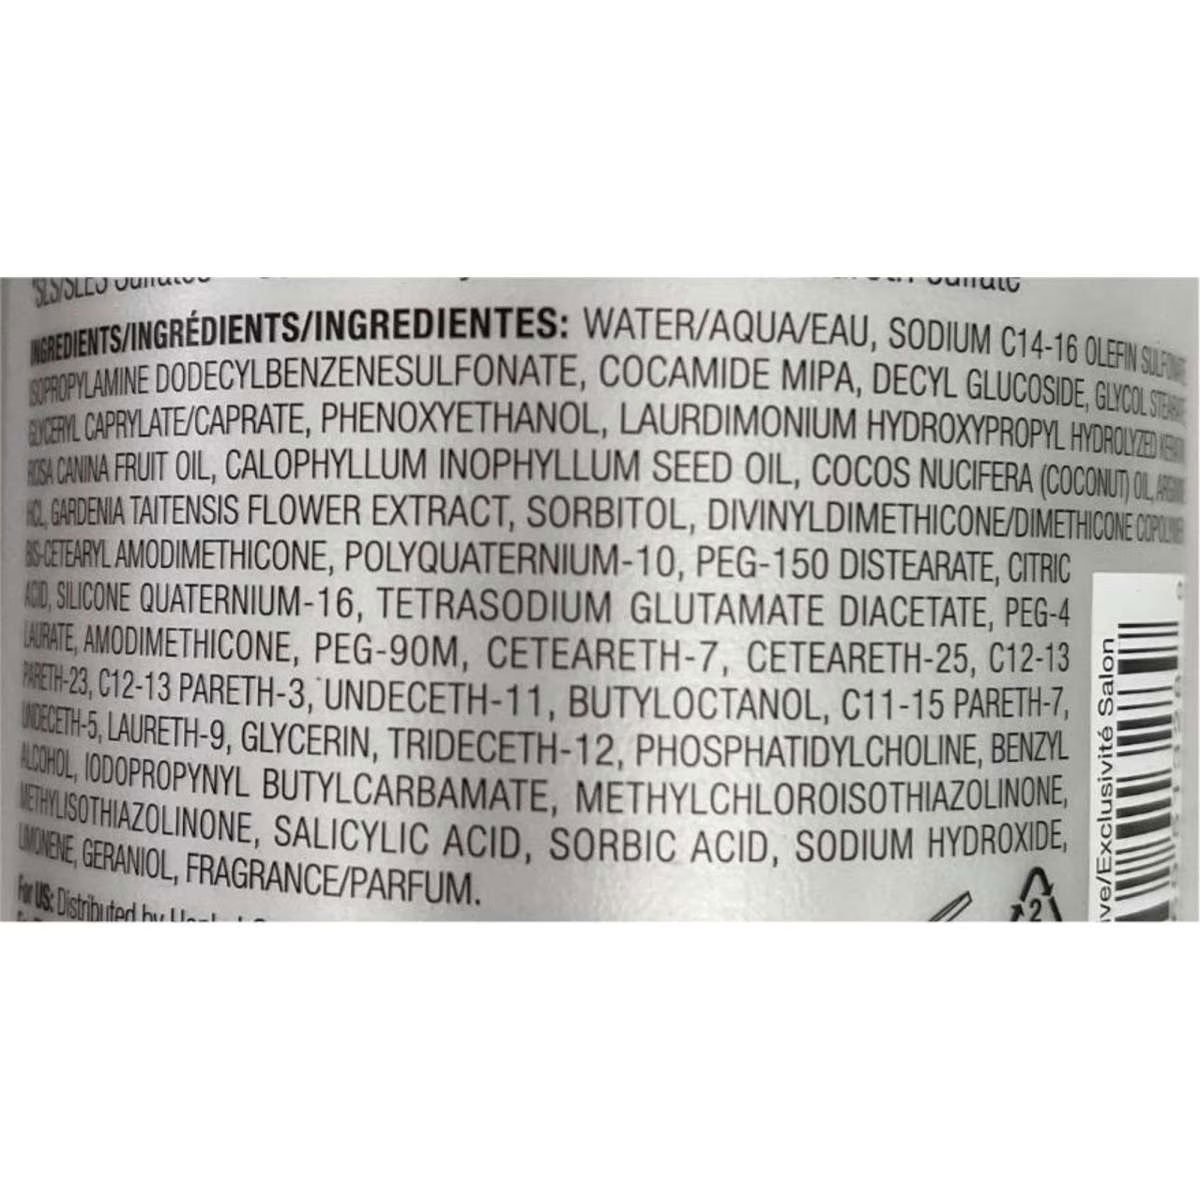 INGREDIENTS/INGRÉDIENTS/INGREDIENTES: WATER/AQUA/EAU, SODIUM C14-16 OLEFIN SULFONATE
ISOPROPYLAMINE DODECYLBENZENESULFONATE, COCAMIDE MIPA, DECYL GLUCOSIDE, GLYCOL STEARATE
GLYCERYL CAPRYLATE/CAPRATE, PHENOXYETHANOL, LAURDIMONIUM HYDROXYPROPYL HYDROLYZED KERATIN
ROSA CANINA FRUIT OIL, CALOPHYLLUM INOPHYLLUM SEED OIL, COCOS NUCIFERA (COCONUT) OIL, ARGININE
HCL, GARDENIA TAITENSIS FLOWER EXTRACT, SORBITOL, DIVINYLDIMETHICONE/DIMETHICONE COPOLYMER
BIS-CETEARYL AMODIMETHICONE, POLYQUATERNIUM-10, PEG-150 DISTEARATE, CITRIC
ACID, SILICONE QUATERNIUM-16, TETRASODIUM GLUTAMATE DIACETATE, PEG-4
LAURATE, AMODIMETHICONE, PEG-90M, CETEARETH-7, CETEARETH-25, C12-13
PARETH-23, C12-13 PARETH-3, UNDECETH-11, BUTYLOCTANOL, C11-15 PARETH-7,
UNDECETH-5, LAURETH-9, GLYCERIN, TRIDECETH-12, PHOSPHATIDYLCHOLINE, BENZYL
ALCOHOL, IODOPROPYNYL BUTYLCARBAMATE, METHYLCHLOROISOTHIAZOLINONE,
METHYLISOTHIAZOLINONE, SALICYLIC ACID, SORBIC ACID, SODIUM HYDROXIDE,
LIMONENE, GERANIOL, FRAGRANCE/PARFUM.
For US: Distributed by
ve/Exclusivité Salon
2